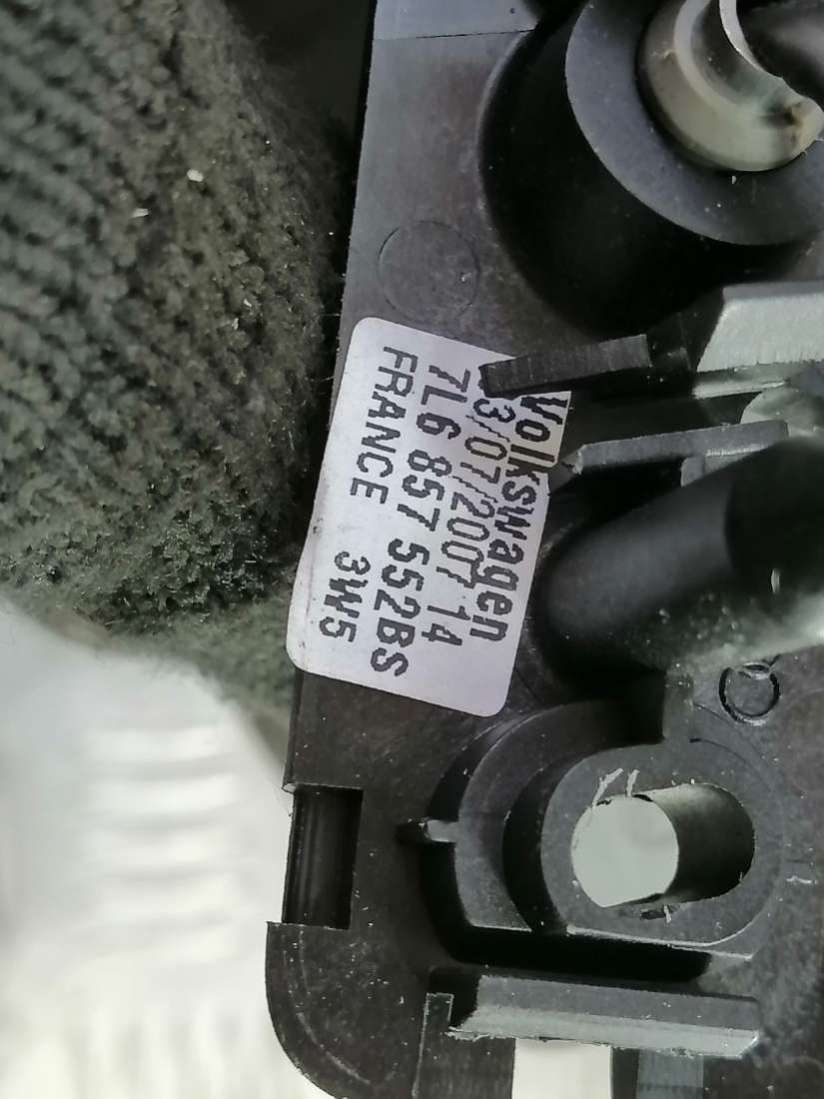 Volkswagen
3/07/2007 14
7L6 857 552BS
FRANCE 3W5